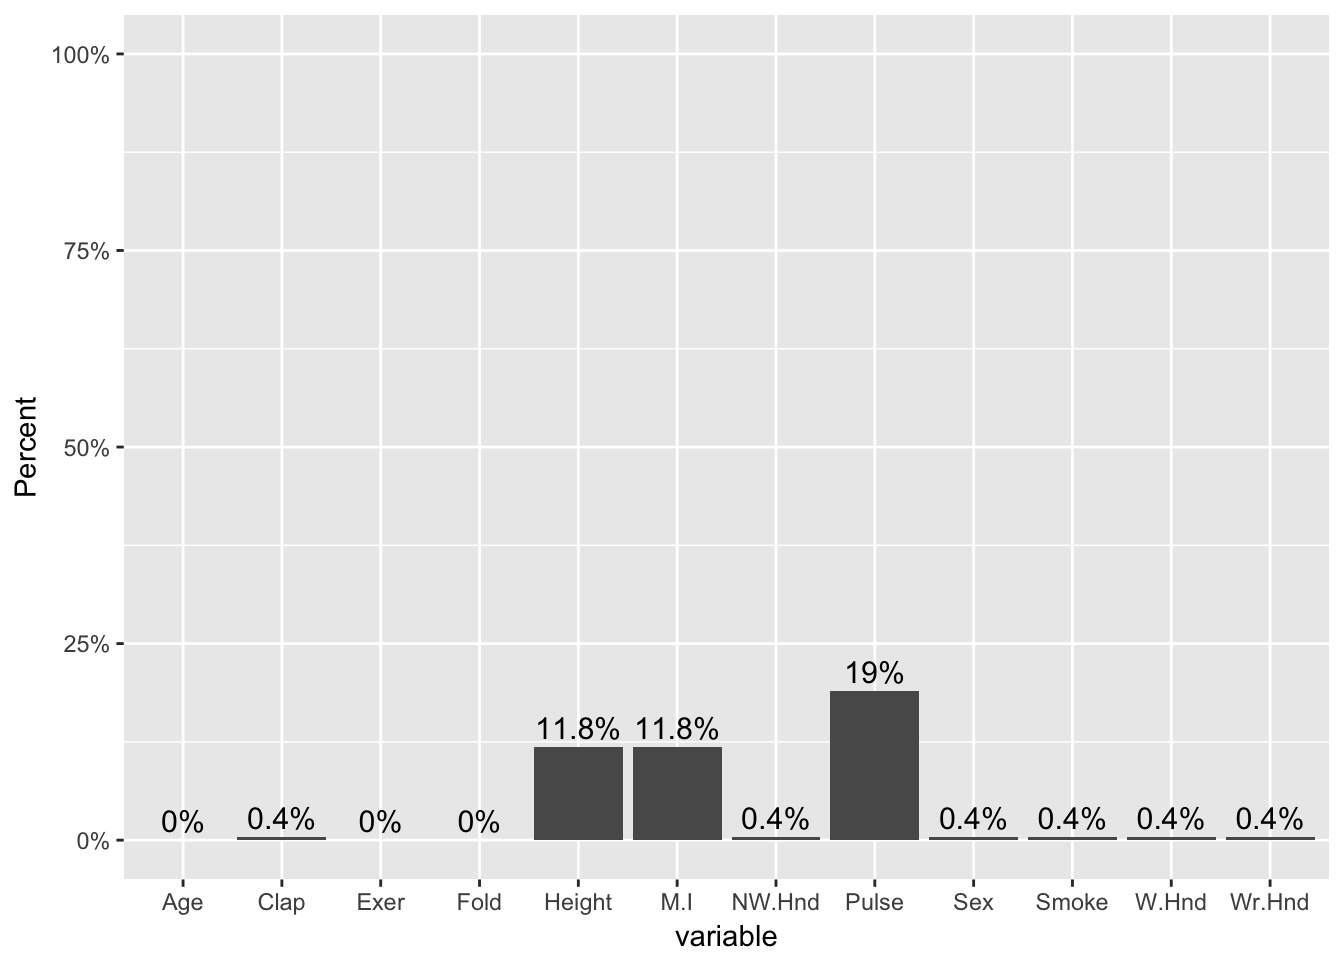 100%
75%
50%
25%
0%
Percent
19%
11.8% 11.8%
0% 0.4% 0% 0% 0.4% 0.4% 0.4% 0.4% 0.4%
Age Clap Exer Fold Height M.I NW.Hnd Pulse Sex Smoke W.Hnd Wr.Hnd
variable